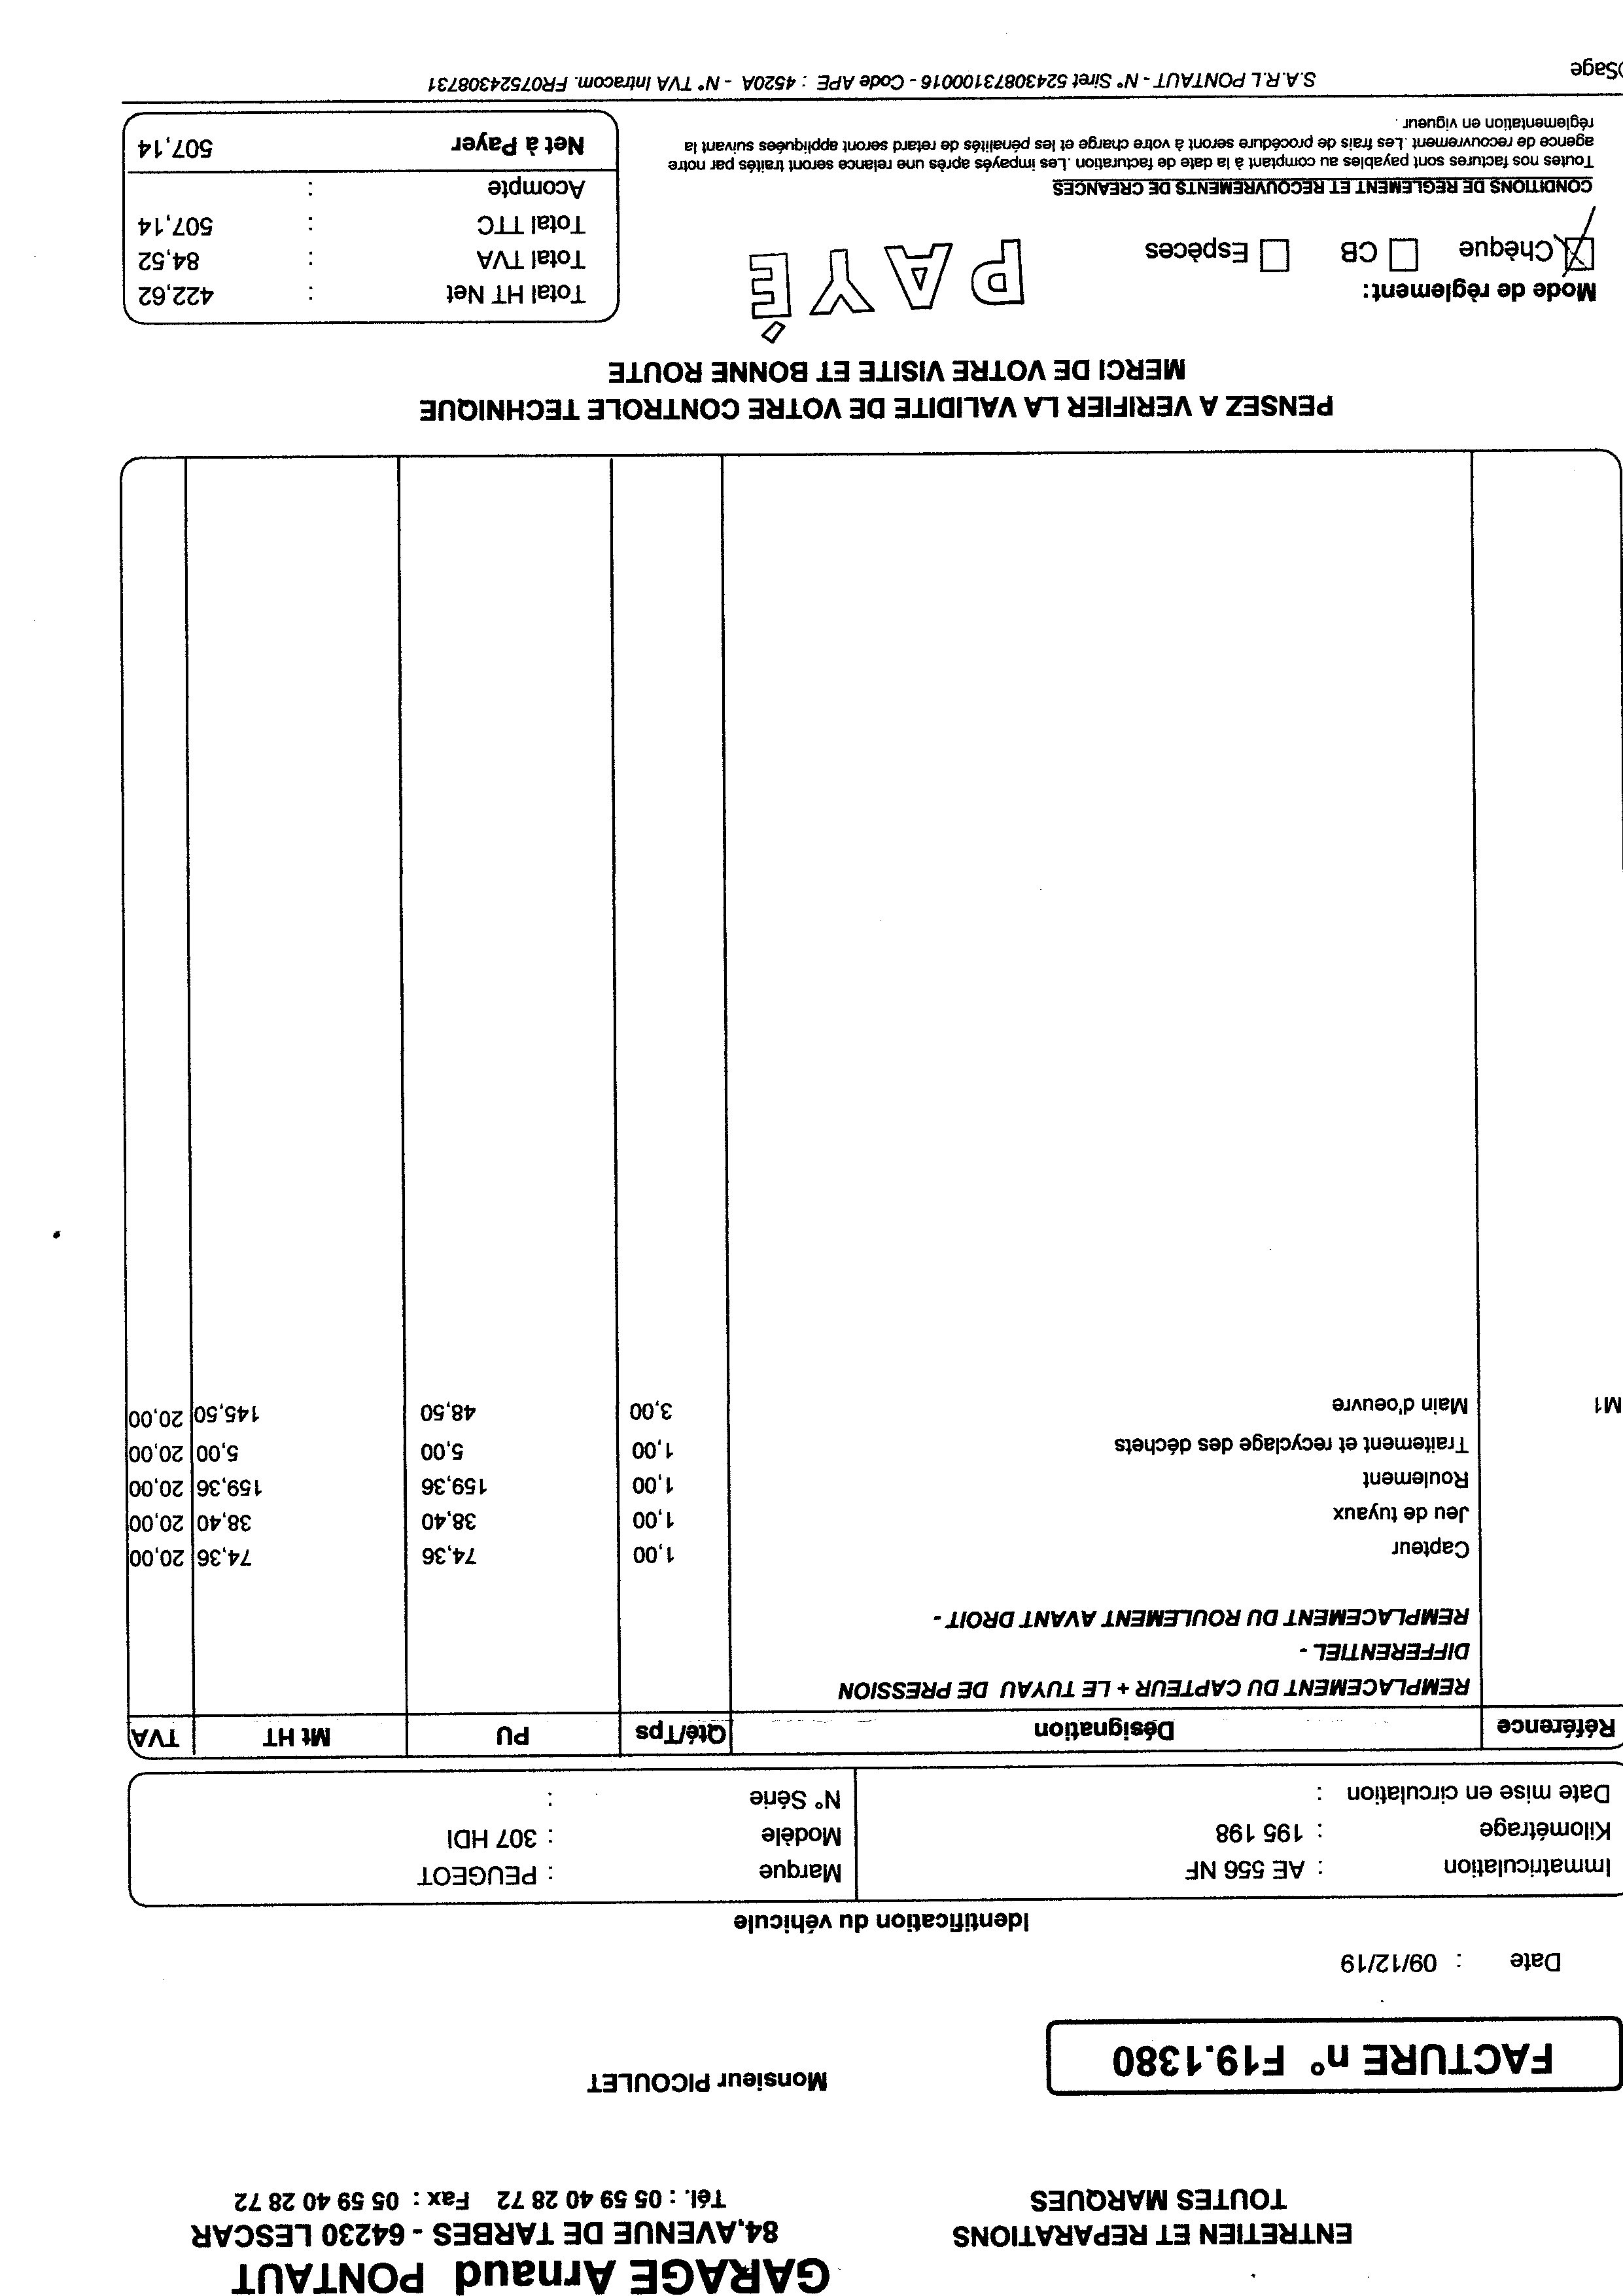 GARAGE Arnaud PONTAUT
ENTRETIEN ET REPARATIONS
TOUTES MARQUES
84,AVENUE DE TARBES - 64230 LESCAR
Tél. : 05 59 40 28 72 Fax : 05 59 40 28 72
Monsieur PICOULET
FACTURE n° F19.1380
Date : 09/12/19
Identification du véhicule
Immatriculation : AE 556 NF
Kilométrage : 195 198
Date mise en circulation :
Marque : PEUGEOT
Modèle : 307 HDI
N° Série :
Référence Désignation Qté/Tps PU Mt HT TVA
REMPLACEMENT DU CAPTEUR + LE TUYAU DE PRESSION
DIFFERENTIEL -
REMPLACEMENT DU ROULEMENT AVANT DROIT -
Capteur 1,00 74,36 74,36 20,00
Jeu de tuyaux 1,00 38,40 38,40 20,00
Roulement 1,00 159,36 159,36 20,00
Traitement et recyclage des déchets 1,00 5,00 5,00 20,00
M1 Main d'oeuvre 3,00 48,50 145,50 20,00
PENSEZ A VERIFIER LA VALIDITE DE VOTRE CONTROLE TECHNIQUE
MERCI DE VOTRE VISITE ET BONNE ROUTE
Mode de règlement:
Chèque CB Espèces
PAYÉ
CONDITIONS DE REGLEMENT ET RECOUVREMENTS DE CREANCES
Toutes nos factures sont payables au comptant à la date de facturation .Les impayés après une relance seront traités par notre
agence de recouvrement .Les frais de procédure seront à votre charge et les pénalités de retard seront appliquées suivant la
réglementation en vigueur .
Total HT Net : 422,62
Total TVA : 84,52
Total TTC : 507,14
Acompte :
Net à Payer 507,14
S.A.R.L PONTAUT - N° Siret 52430873100016 - Code APE : 4520A - N° TVA Intracom. FR07524308731
Sage